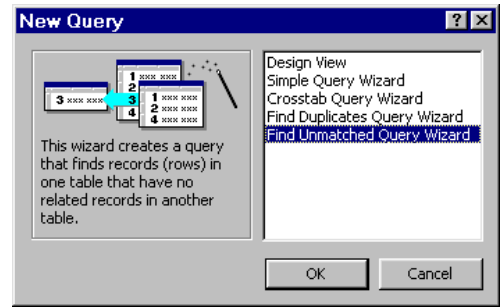 New Query
? X
1 xxx xxx
2
3
4
3 xxx xxx
1 xxx xxx
2 xxx xxx
4 xxx xxx
This wizard creates a query
that finds records (rows) in
one table that have no
related records in another
table.
Design View
Simple Query Wizard
Crosstab Query Wizard
Find Duplicates Query Wizard
Find Unmatched Query Wizard
OK
Cancel